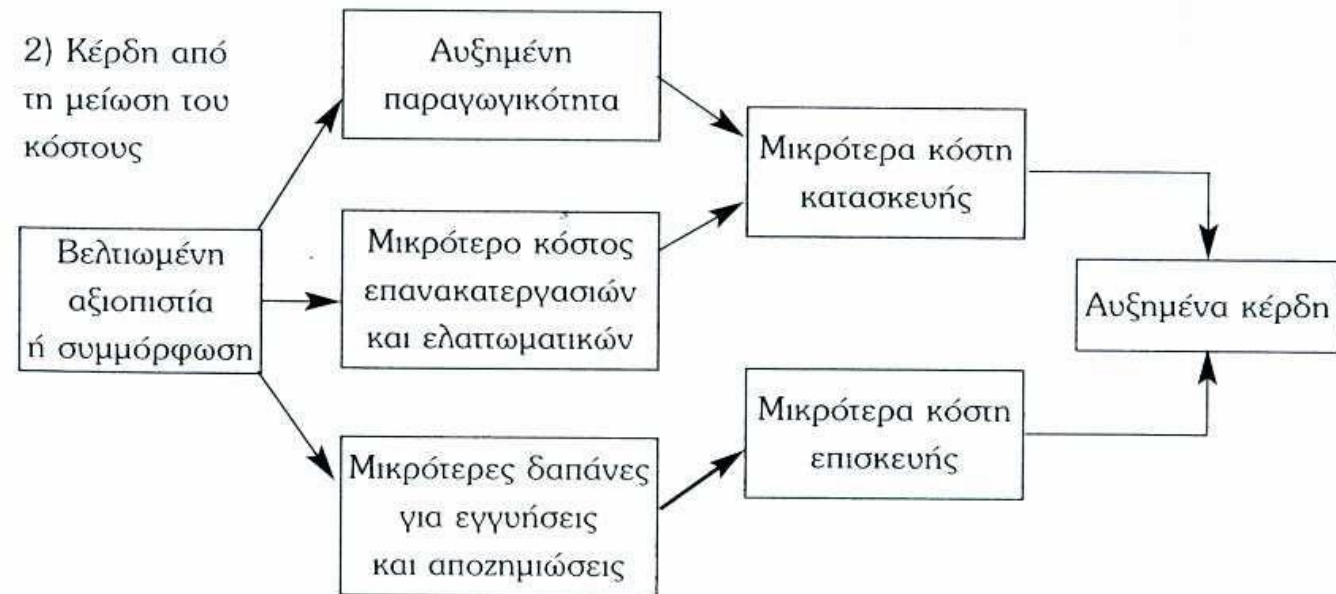 2) Κέρδη από
τη μείωση του
κόστους
Βελτιωμένη
αξιοπιστία
ή συμμόρφωση
Αυξημένη
παραγωγικότητα
Μικρότερο κόστος
επανακατεργασιών
και ελαττωματικών
Μικρότερες δαπάνες
για εγγυήσεις
και αποζημιώσεις
Μικρότερα κόστη
κατασκευής
Μικρότερα κόστη
επισκευής
Αυξημένα κέρδη